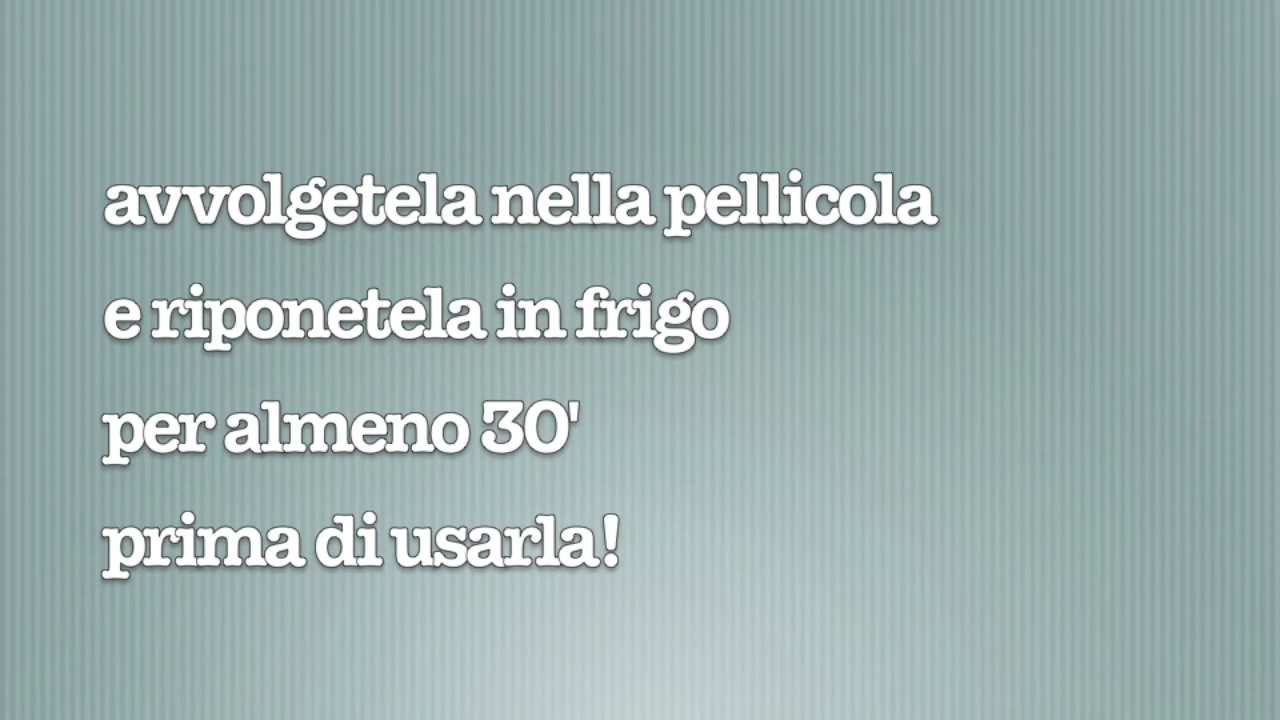 avvolgetela nella pellicola
e riponetela in frigo
per almeno 30'
prima di usarla!